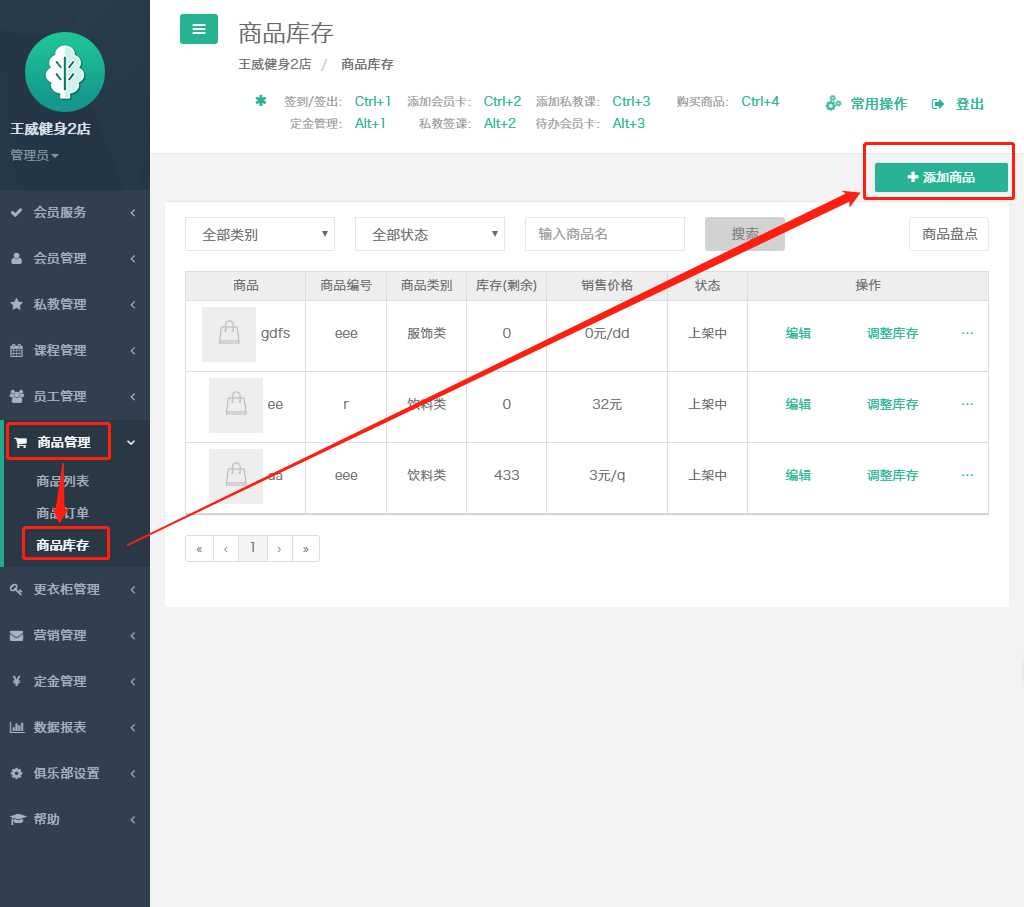 王威健身2店
管理员
会员服务
会员管理
私教管理
课程管理
员工管理
商品管理
商品列表
商品订单
商品库存
更衣柜管理
营销管理
¥ 定金管理
数据报表
俱乐部设置
帮助
商品库存
王威健身2店 / 商品库存
签到/签出: Ctrl+1 添加会员卡: Ctrl+2 添加私教课: Ctrl+3 购买商品: Ctrl+4
定金管理: Alt+1 私教签课: Alt+2 待办会员卡: Alt+3
常用操作 登出
添加商品
全部类别 全部状态 输入商品名 搜索 商品盘点
商品 商品编号 商品类别 库存(剩余) 销售价格 状态 操作
gdfs eee 服饰类 0 0元/dd 上架中 编辑 调整库存 ...
ee r 饮料类 0 32元 上架中 编辑 调整库存 ...
aa eee 饮料类 433 3元/q 上架中 编辑 调整库存 ...
« ‹ 1 › »